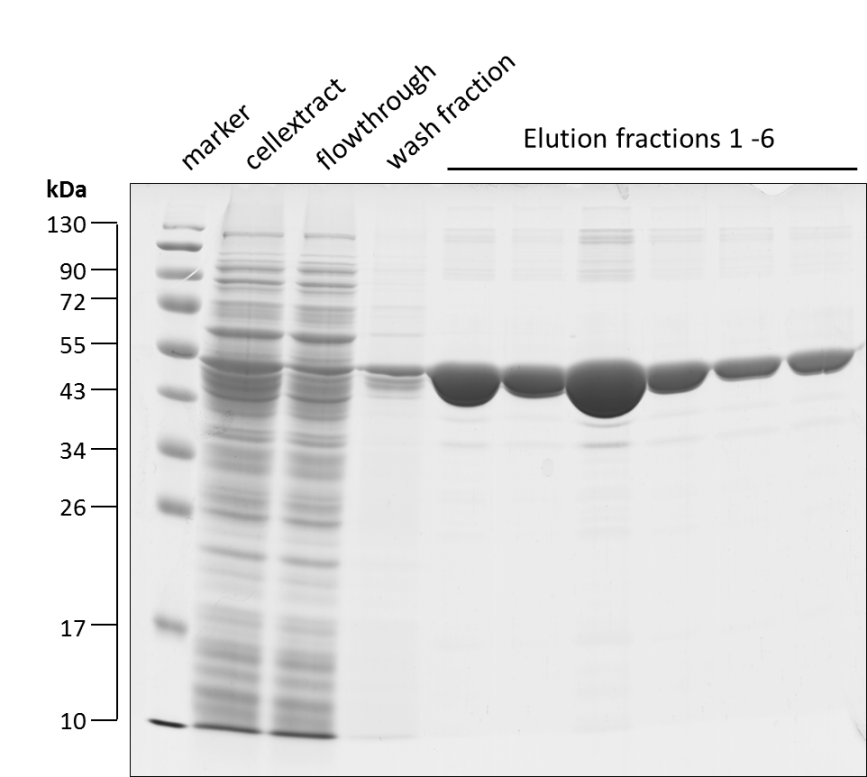 marker
cellextract
flowthrough
wash fraction
Elution fractions 1 -6
kDa
130
90
72
55
43
34
26
17
10